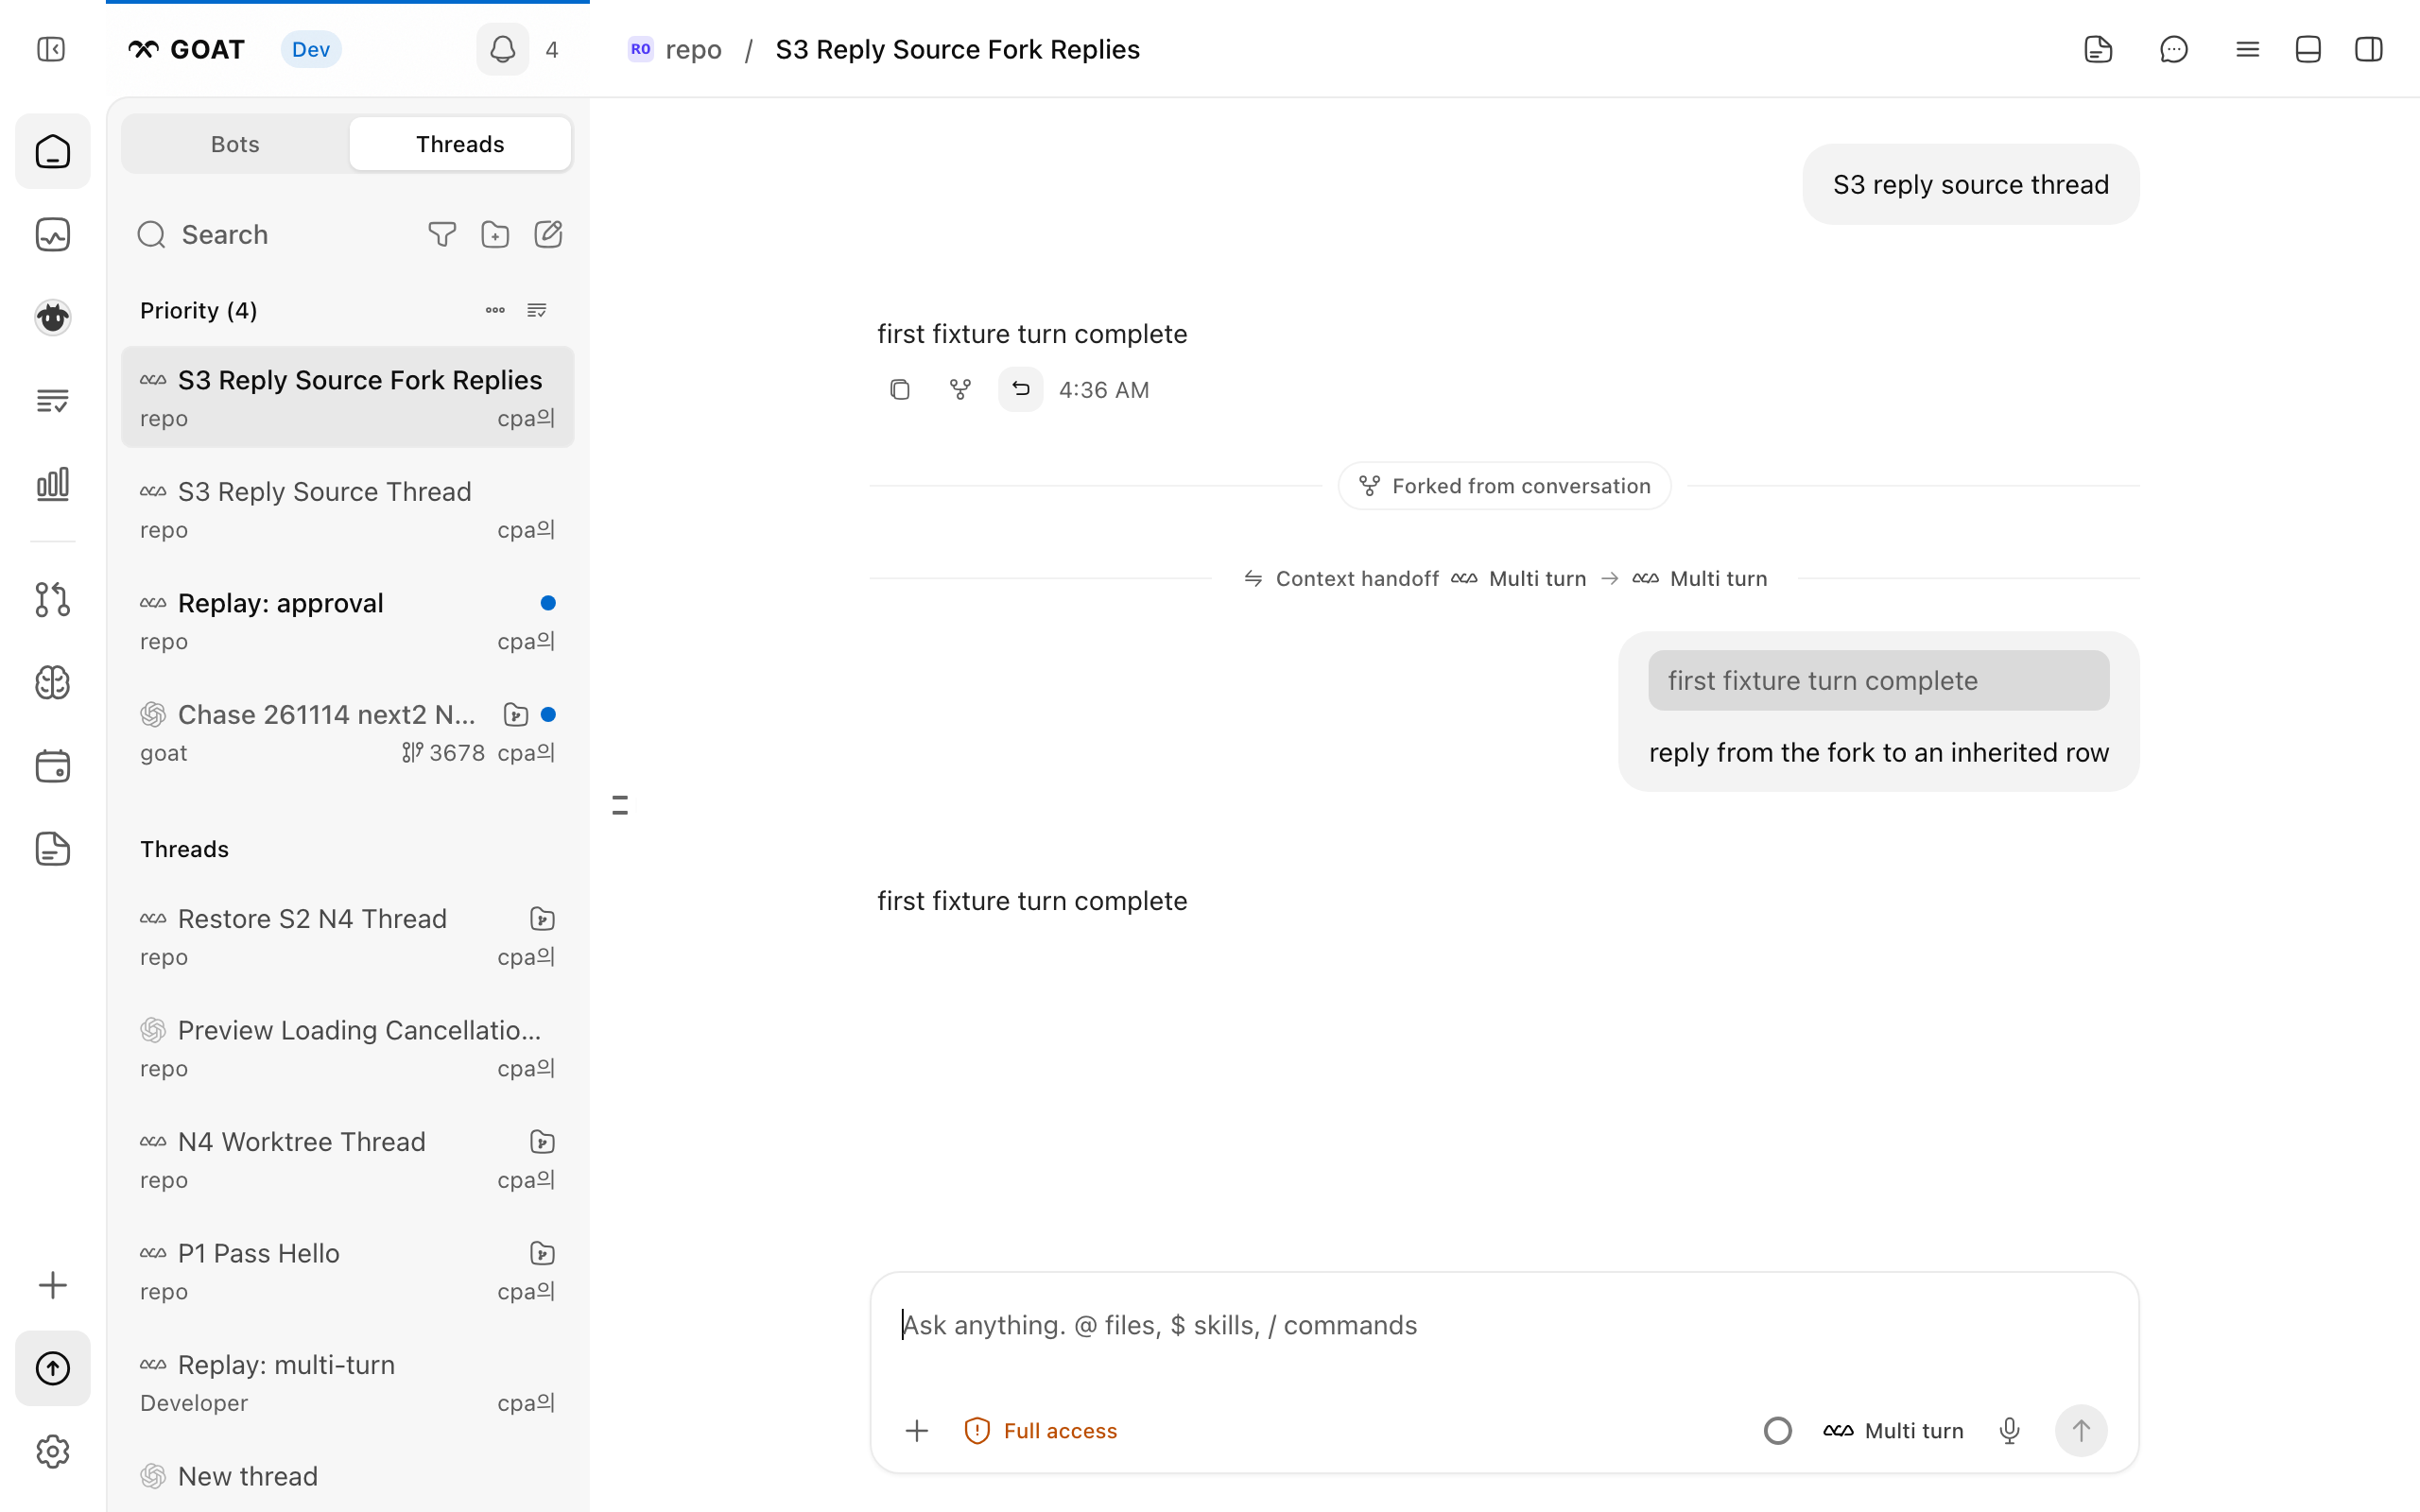 GOAT
Dev
4
RO repo / S3 Reply Source Fork Replies
Bots
Threads
Search
Priority (4)
S3 Reply Source Fork Replies
repo
cpa의
S3 Reply Source Thread
repo
cpa의
Replay: approval
repo
cpa의
Chase 261114 next2 N...
goat
3678
cpa의
Threads
Restore S2 N4 Thread
repo
cpa의
Preview Loading Cancellatio...
repo
cpa의
N4 Worktree Thread
repo
cpa의
P1 Pass Hello
repo
cpa의
Replay: multi-turn
Developer
cpa의
New thread
S3 reply source thread
first fixture turn complete
4:36 AM
Forked from conversation
Context handoff Multi turn → Multi turn
first fixture turn complete
reply from the fork to an inherited row
first fixture turn complete
Ask anything. @ files, $ skills, / commands
Full access
Multi turn